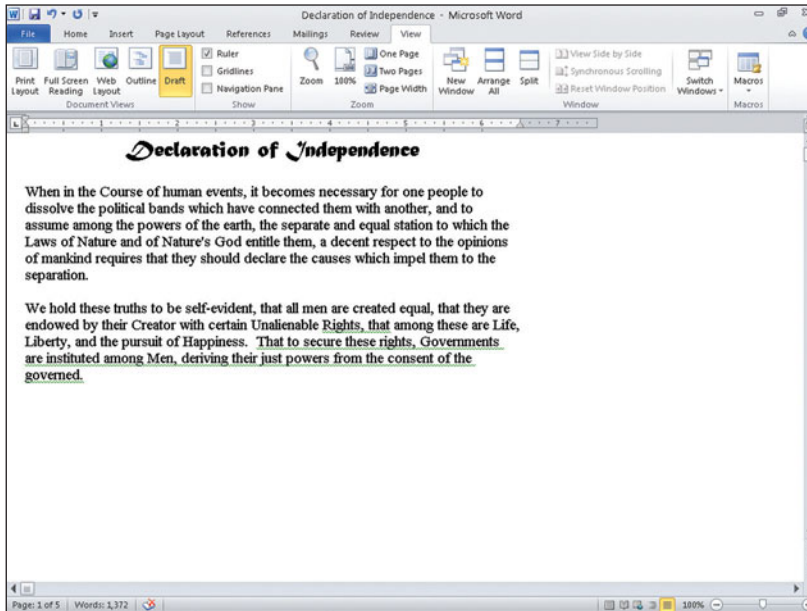 Declaration of Independence - Microsoft Word
File Home Insert Page Layout References Mailings Review View
Print Layout Full Screen Reading Web Layout Outline Draft
Document Views
Ruler
Gridlines
Navigation Pane
Show
Zoom 100% One Page
Two Pages
Page Width
Zoom
New Window Arrange All Split
View Side by Side
Synchronous Scrolling
Reset Window Position
Window
Switch Windows
Macros
Macros
1 2 3 4 5 6 7
Declaration of Independence
When in the Course of human events, it becomes necessary for one people to
dissolve the political bands which have connected them with another, and to
assume among the powers of the earth, the separate and equal station to which the
Laws of Nature and of Nature's God entitle them, a decent respect to the opinions
of mankind requires that they should declare the causes which impel them to the
separation.
We hold these truths to be self-evident, that all men are created equal, that they are
endowed by their Creator with certain Unalienable Rights, that among these are Life,
Liberty, and the pursuit of Happiness.  That to secure these rights, Governments
are instituted among Men, deriving their just powers from the consent of the
governed.
Page: 1 of 5 Words: 1,372 100%